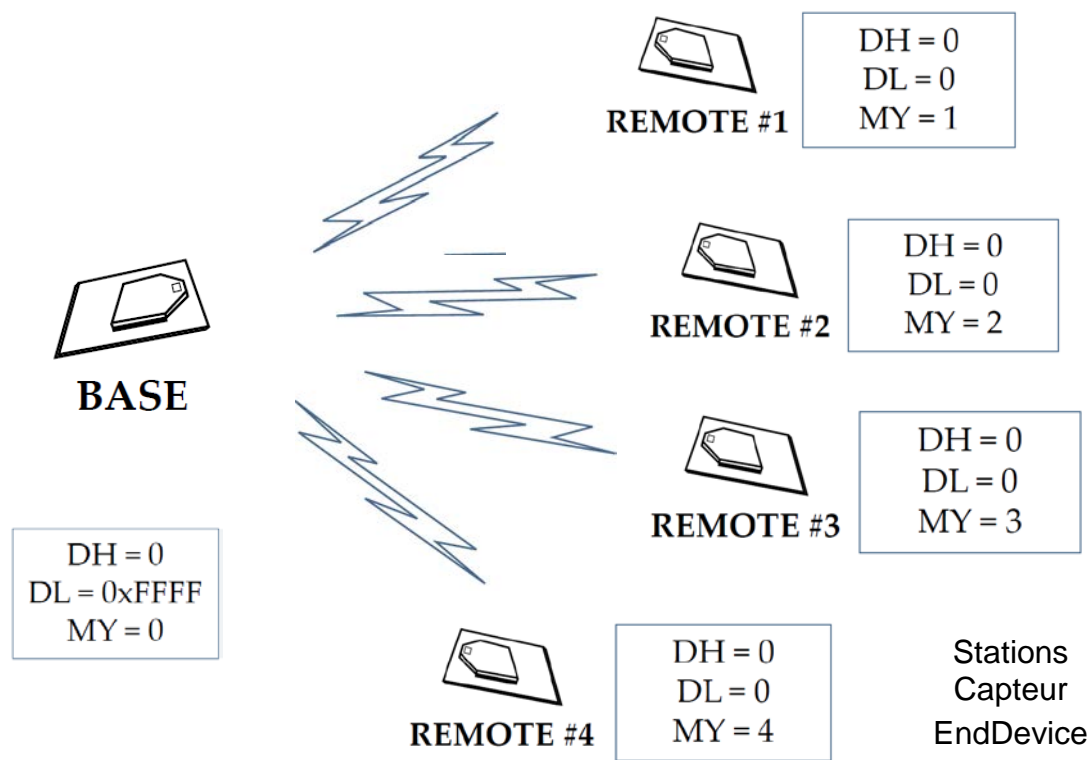 REMOTE #1
DH = 0
DL = 0
MY = 1
REMOTE #2
DH = 0
DL = 0
MY = 2
BASE
DH = 0
DL = 0xFFFF
MY = 0
REMOTE #3
DH = 0
DL = 0
MY = 3
REMOTE #4
DH = 0
DL = 0
MY = 4
Stations
Capteur
EndDevice